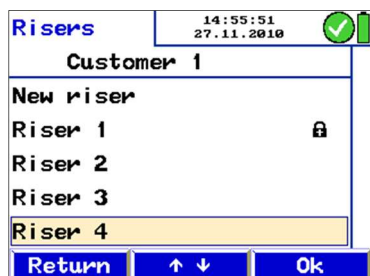 Risers
14:55:51
27.11.2010
Customer 1
New riser
Riser 1
Riser 2
Riser 3
Riser 4
Return ↑ ↓ Ok